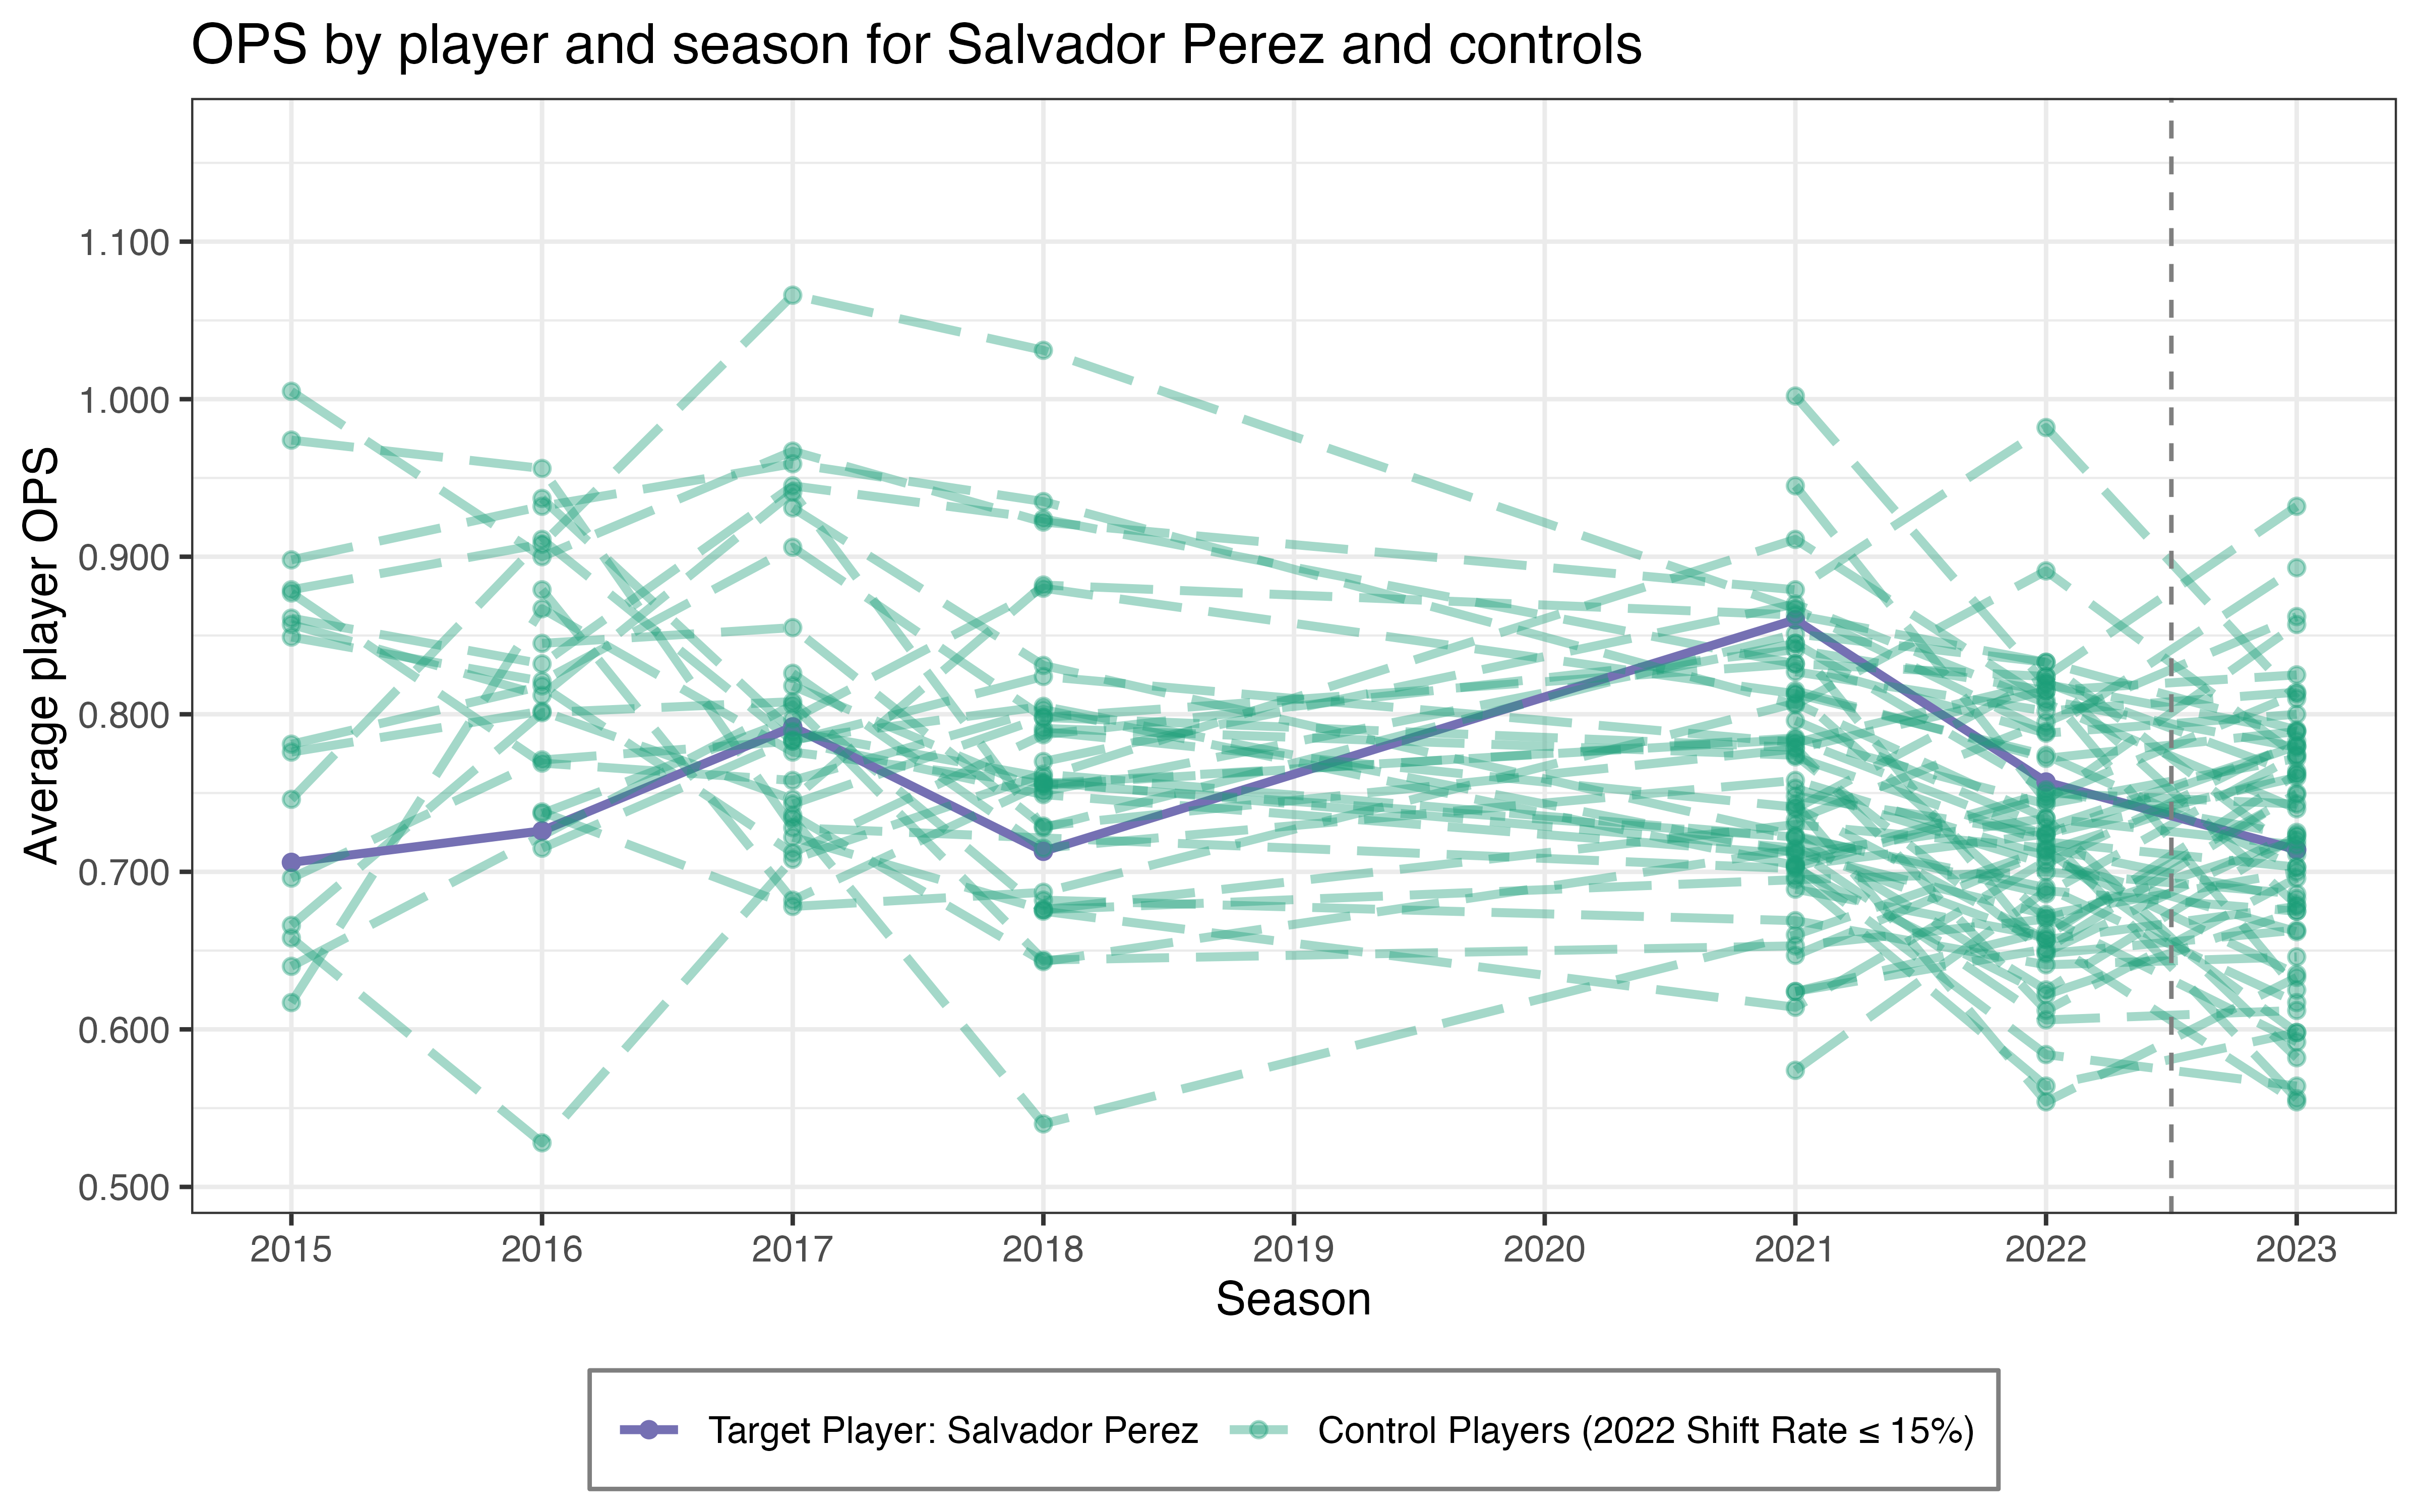 OPS by player and season for Salvador Perez and controls
Average player OPS
1.100
1.000
0.900
0.800
0.700
0.600
0.500
2015 2016 2017 2018 2019 2020 2021 2022 2023
Season
Target Player: Salvador Perez Control Players (2022 Shift Rate ≤ 15%)